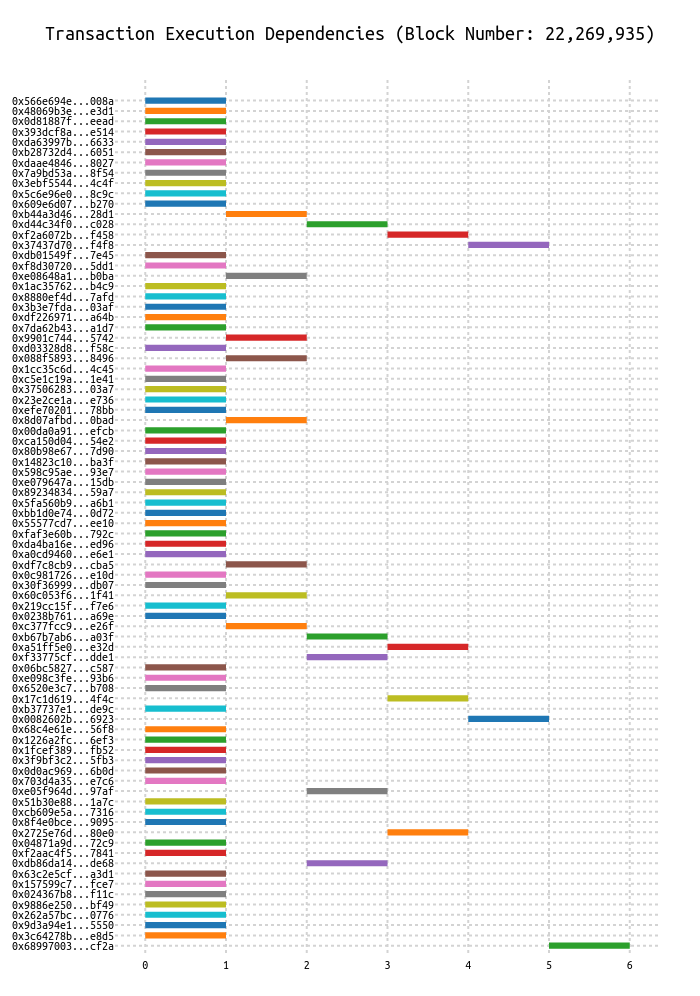 Transaction Execution Dependencies (Block Number: 22,269,935)
0x566e694e...008a
0x48069b3e...e3d1
0x0d81887f...eead
0x393dcf8a...e514
0xda63997b...6633
0xb28732d4...6051
0xdaae4846...8027
0x7a9bd53a...8f54
0x3ebf5544...4c4f
0x5c6e96e0...8c9c
0x609e6d07...b270
0xb44a3d46...28d1
0xd44c34f0...c028
0xf2a6072b...f458
0x37437d70...f4f8
0xdb01549f...7e45
0xf8d30720...5dd1
0xe08648a1...b0ba
0x1ac35762...b4c9
0x8880ef4d...7afd
0x3b3e7fda...03af
0xdf226971...a64b
0x7da62b43...a1d7
0x9901c744...5742
0xd03328d8...f58c
0x088f5893...8496
0x1cc35c6d...4c45
0xc5e1c19a...1e41
0x37506283...03a7
0x23e2ce1a...e736
0xefe70201...78bb
0x8d07afbd...0bad
0x00da0a91...efcb
0xca150d04...54e2
0x80b98e67...7d90
0x14823c10...ba3f
0x598c95ae...93e7
0xe079647a...15db
0x89234834...59a7
0x5fa560b9...a6b1
0xbb1d0e74...0d72
0x55577cd7...ee10
0xfaf3e60b...792c
0xda4ba16e...ed96
0xa0cd9460...e6e1
0xdf7c8cb9...cba5
0x0c981726...e10d
0x30f36999...db07
0x60c053f6...1f41
0x219cc15f...f7e6
0x0238b761...a69e
0xc377fcc9...e26f
0xb67b7ab6...a03f
0xa51ff5e0...e32d
0xf33775cf...dde1
0x06bc5827...c587
0xe098c3fe...93b6
0x6520e3c7...b708
0x17c1d619...4f4c
0xb37737e1...de9c
0x0082602b...6923
0x68c4e61e...56f8
0x1226a2fc...6ef3
0x1fcef389...fb52
0x3f9bf3c2...5fb3
0x0d0ac969...6b0d
0x703d4a35...e7c6
0xe05f964d...97af
0x51b30e88...1a7c
0xcb609e5a...7316
0x8f4e0bce...9095
0x2725e76d...80e0
0x04871a9d...72c9
0xf2aac4f5...7841
0xdb86da14...de68
0x63c2e5cf...a3d1
0x157599c7...fce7
0x024367b8...f11c
0x9886e250...bf49
0x262a57bc...0776
0x9d3a94e1...5550
0x3c64278b...e8d5
0x68997003...cf2a
0 1 2 3 4 5 6